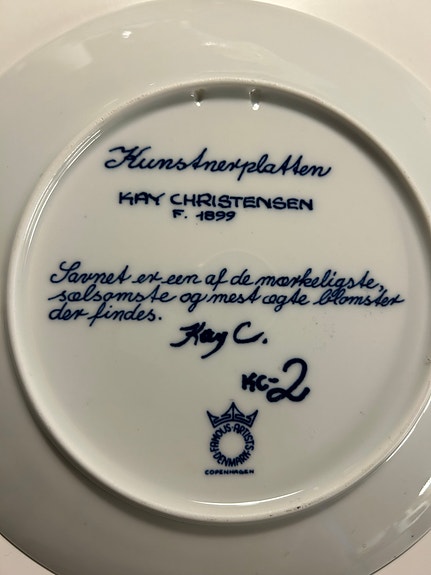 Kunstnerplatten
KAY CHRISTENSEN
F. 1899
Savnet er een af de mærkeligste,
sælsomste og mest ægte blomster
der findes.
Kay C.
KC-2
FAMOUS·ARTISTS
·DENMARK·
COPENHAGEN